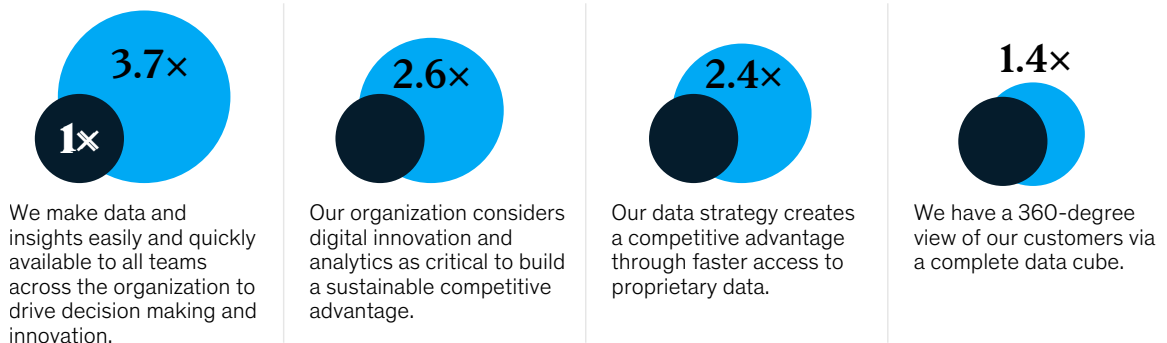 3.7×
1×
We make data and
insights easily and quickly
available to all teams
across the organization to
drive decision making and
innovation.
2.6×
Our organization considers
digital innovation and
analytics as critical to build
a sustainable competitive
advantage.
2.4×
Our data strategy creates
a competitive advantage
through faster access to
proprietary data.
1.4×
We have a 360-degree
view of our customers via
a complete data cube.